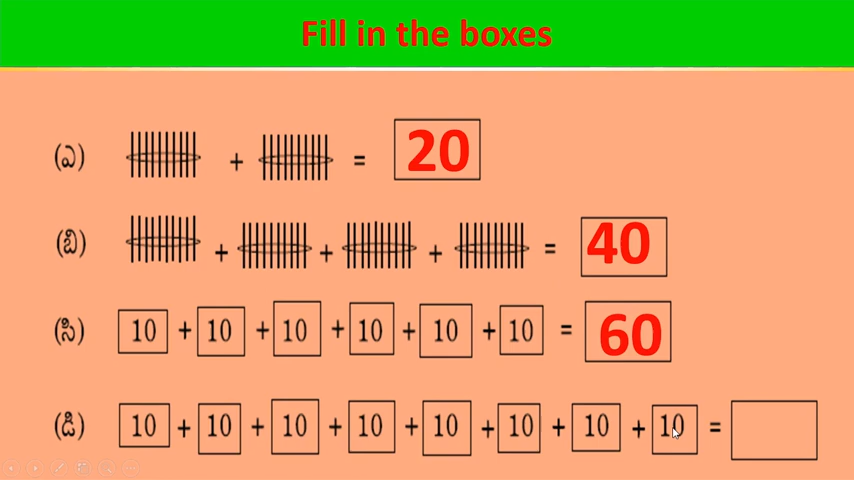 Fill in the boxes
(ಎ) + = 20
(ಬಿ) + + + = 40
(ಸಿ) 10 + 10 + 10 + 10 + 10 + 10 = 60
(ಡಿ) 10 + 10 + 10 + 10 + 10 + 10 + 10 + 10 =